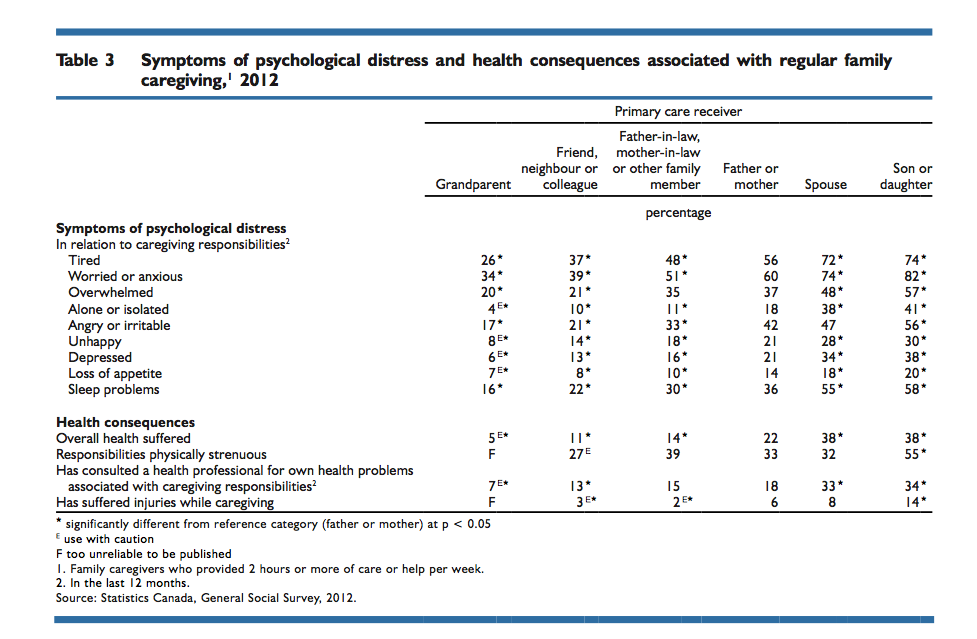 Table 3 Symptoms of psychological distress and health consequences associated with regular family
caregiving,¹ 2012
Primary care receiver
Grandparent
Friend,
neighbour or
colleague
Father-in-law,
mother-in-law
or other family
member
Father or
mother
Spouse
Son or
daughter
percentage
Symptoms of psychological distress
In relation to caregiving responsibilities²
Tired 26* 37* 48* 56 72* 74*
Worried or anxious 34* 39* 51* 60 74* 82*
Overwhelmed 20* 21* 35 37 48* 57*
Alone or isolated 4ᴱ* 10* 11* 18 38* 41*
Angry or irritable 17* 21* 33* 42 47 56*
Unhappy 8ᴱ* 14* 18* 21 28* 30*
Depressed 6ᴱ* 13* 16* 21 34* 38*
Loss of appetite 7ᴱ* 8* 10* 14 18* 20*
Sleep problems 16* 22* 30* 36 55* 58*
Health consequences
Overall health suffered 5ᴱ* 11* 14* 22 38* 38*
Responsibilities physically strenuous F 27ᴱ 39 33 32 55*
Has consulted a health professional for own health problems
associated with caregiving responsibilities² 7ᴱ* 13* 15 18 33* 34*
Has suffered injuries while caregiving F 3ᴱ* 2ᴱ* 6 8 14*
* significantly different from reference category (father or mother) at p < 0.05
ᴱ use with caution
F too unreliable to be published
1. Family caregivers who provided 2 hours or more of care or help per week.
2. In the last 12 months.
Source: Statistics Canada, General Social Survey, 2012.